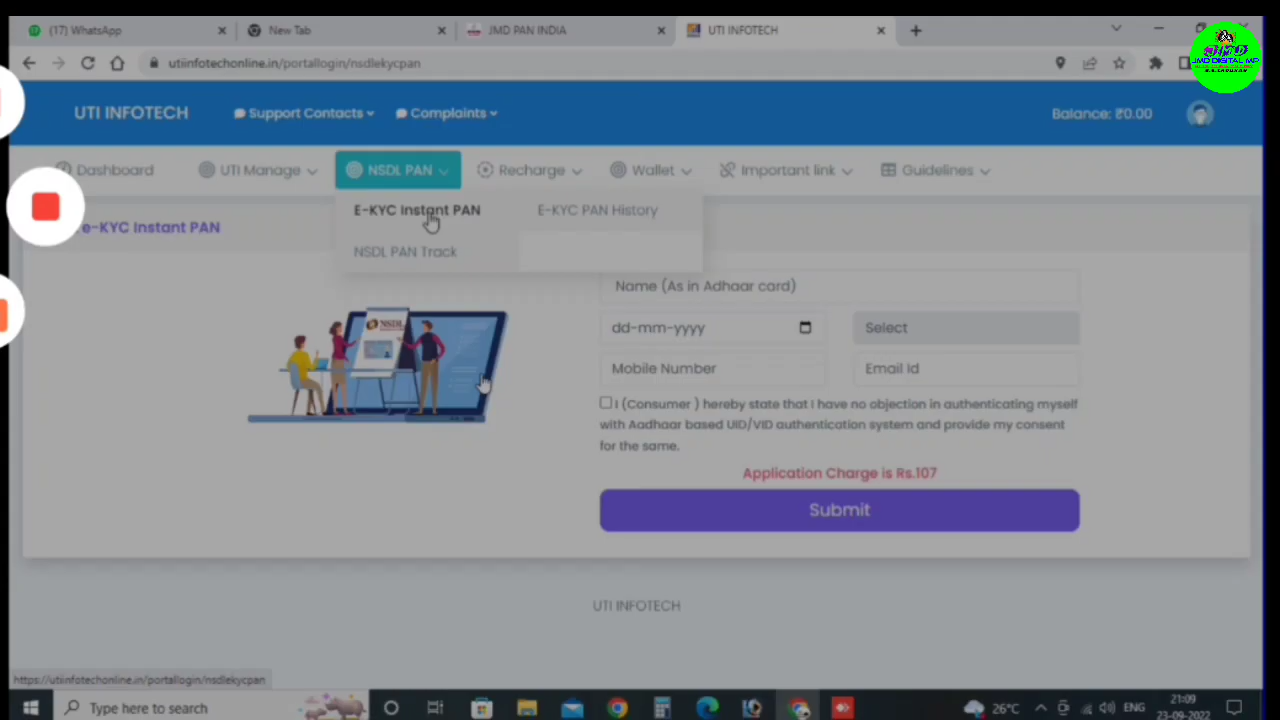 (17) WhatsApp
New Tab
JMD PAN INDIA
UTI INFOTECH
utiinfotechonline.in/portallogin/nsdlekycpan
JMD
JMD DIGITAL MP
UTI INFOTECH
Support Contacts
Complaints
Balance: ₹0.00
Dashboard
UTI Manage
NSDL PAN
Recharge
Wallet
Important link
Guidelines
E-KYC Instant PAN
E-KYC PAN History
NSDL PAN Track
e-KYC Instant PAN
NSDL
Name (As in Adhaar card)
dd-mm-yyyy
Select
Mobile Number
Email Id
I (Consumer ) hereby state that I have no objection in authenticating myself
with Aadhaar based UID/VID authentication system and provide my consent
for the same.
Application Charge is Rs.107
Submit
UTI INFOTECH
https://utiinfotechonline.in/portallogin/nsdlekycpan
Type here to search
26°C
ENG
21:09
23-09-2022